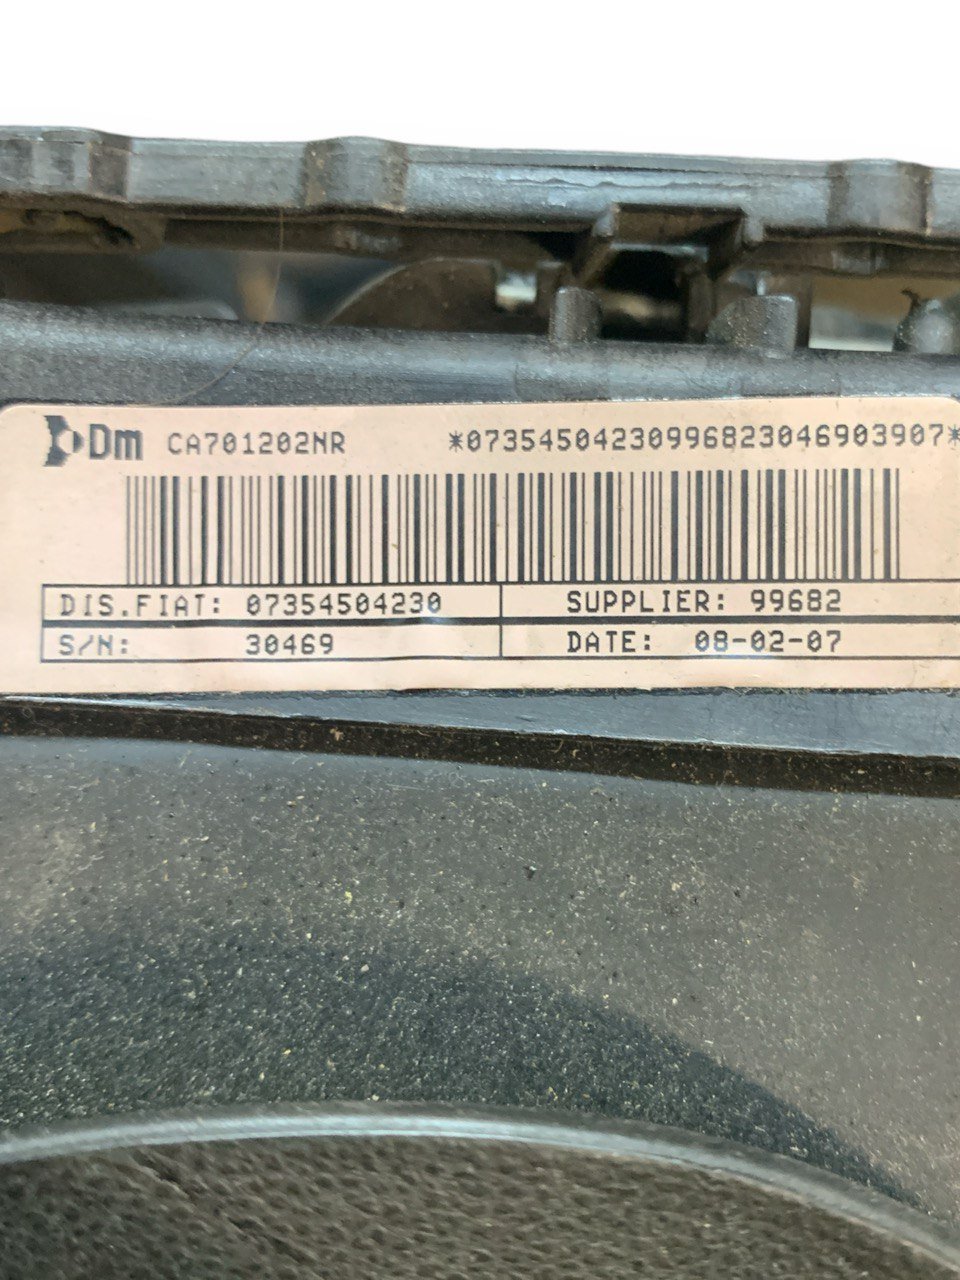 Dm CA701202NR *07354504230996823046903907*
DIS.FIAT: 07354504230 SUPPLIER: 99682
S/N: 30469 DATE: 08-02-07